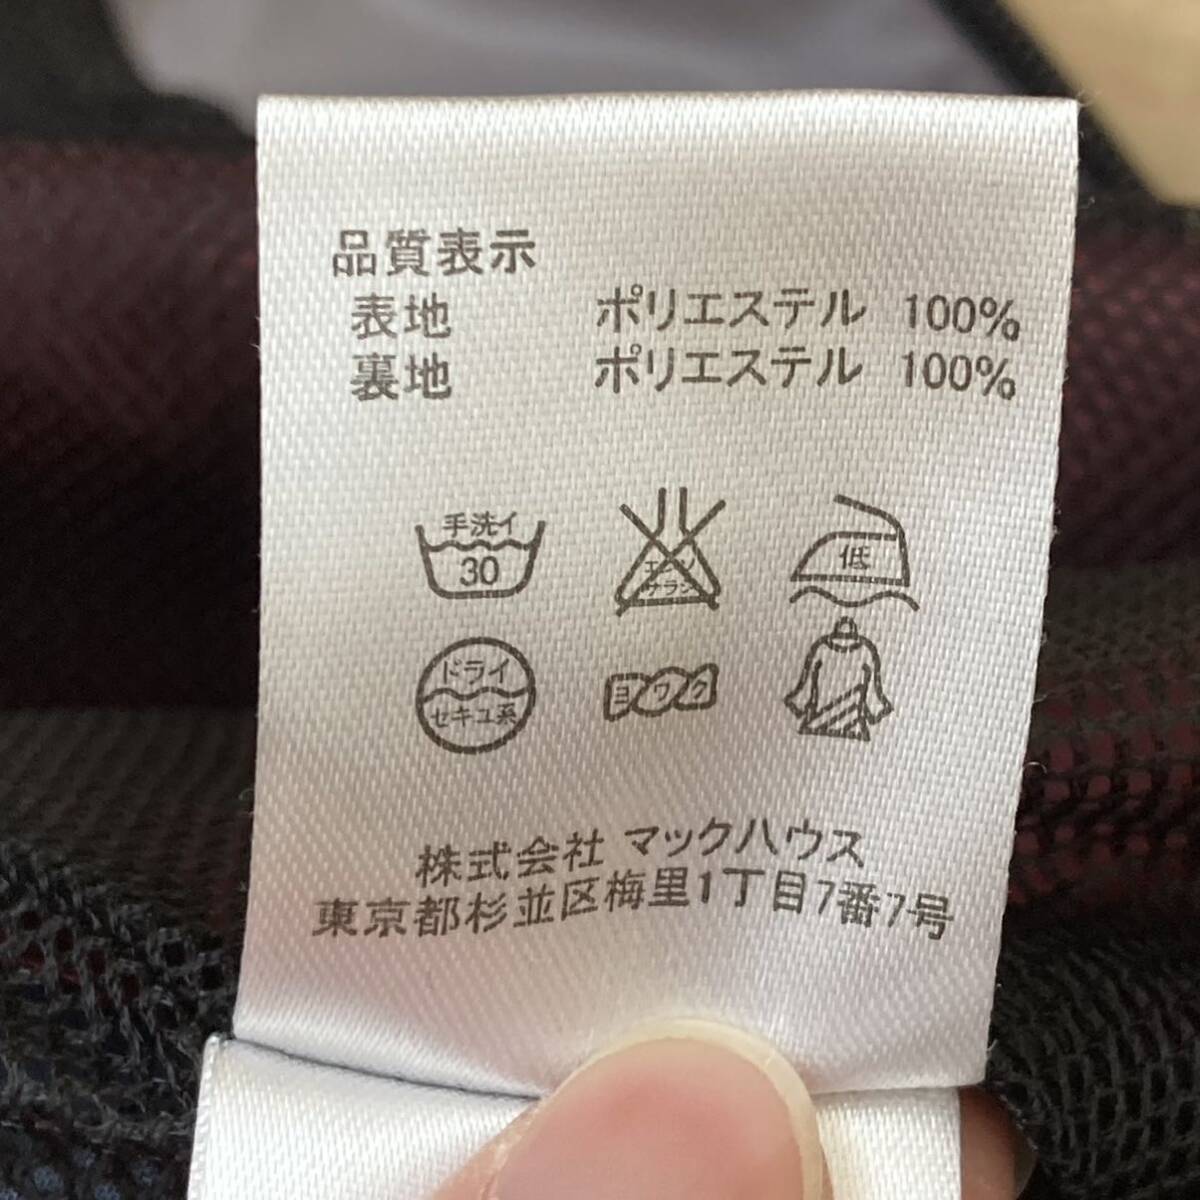 品質表示
表地 ポリエステル 100%
裏地 ポリエステル 100%
手洗イ
30
エンソ
サラシ
低
ドライ
セキユ系
ヨワク
株式会社 マックハウス
東京都杉並区梅里1丁目7番7号